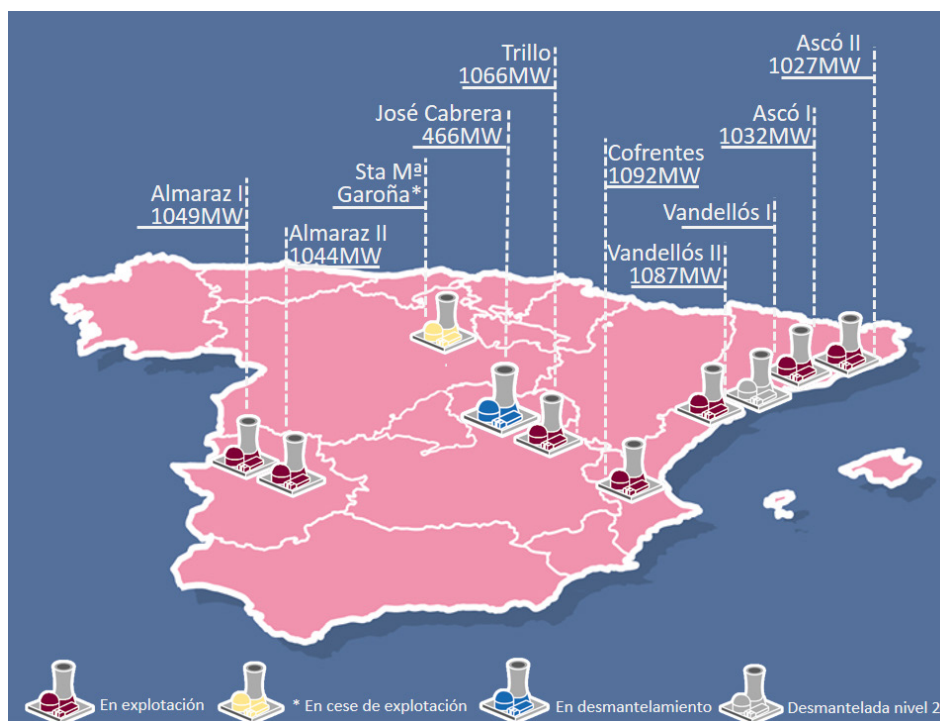 Trillo
1066MW
Ascó II
1027MW
José Cabrera
466MW
Ascó I
1032MW
Sta Mª
Garoña*
Cofrentes
1092MW
Almaraz I
1049MW
Vandellós I
Almaraz II
1044MW
Vandellós II
1087MW
En explotación
* En cese de explotación
En desmantelamiento
Desmantelada nivel 2